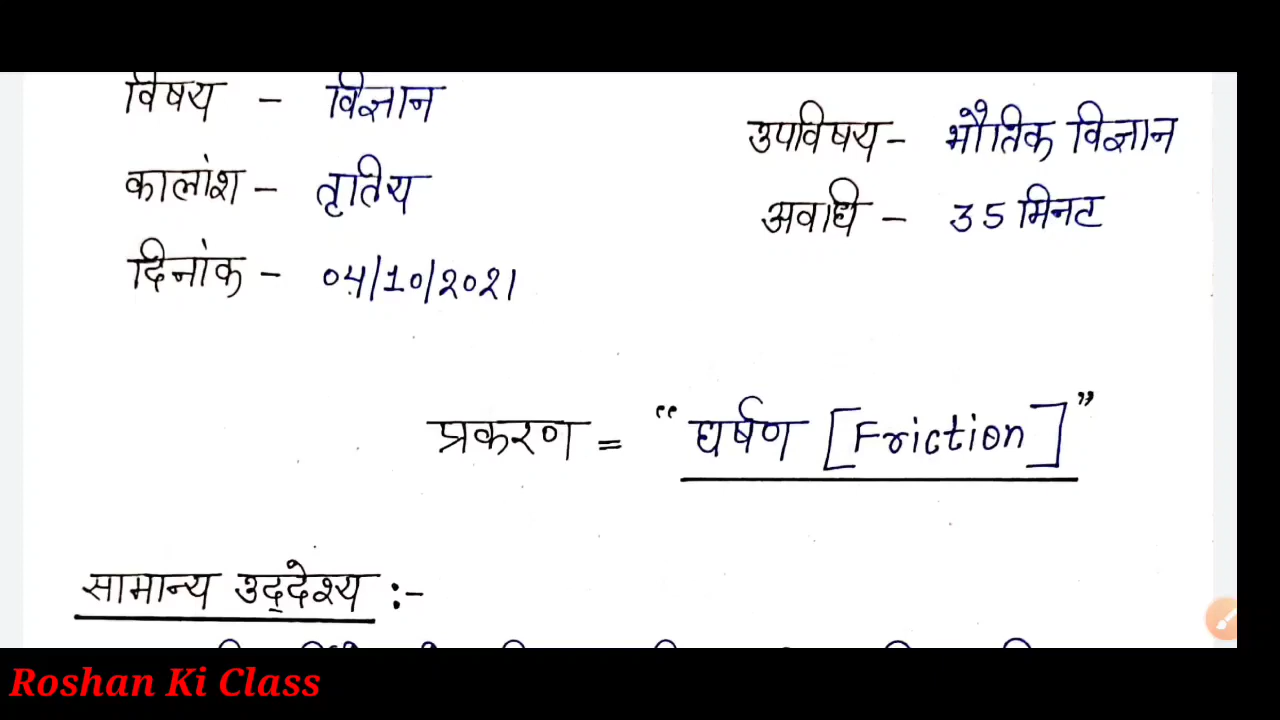 विषय - विज्ञान
उपविषय - भौतिक विज्ञान
कालांश - तृतिय
अवधि - 35 मिनट
दिनांक - 04/10/2021
प्रकरण = "घर्षण [Friction]"
सामान्य उद्देश्य :-
Roshan Ki Class